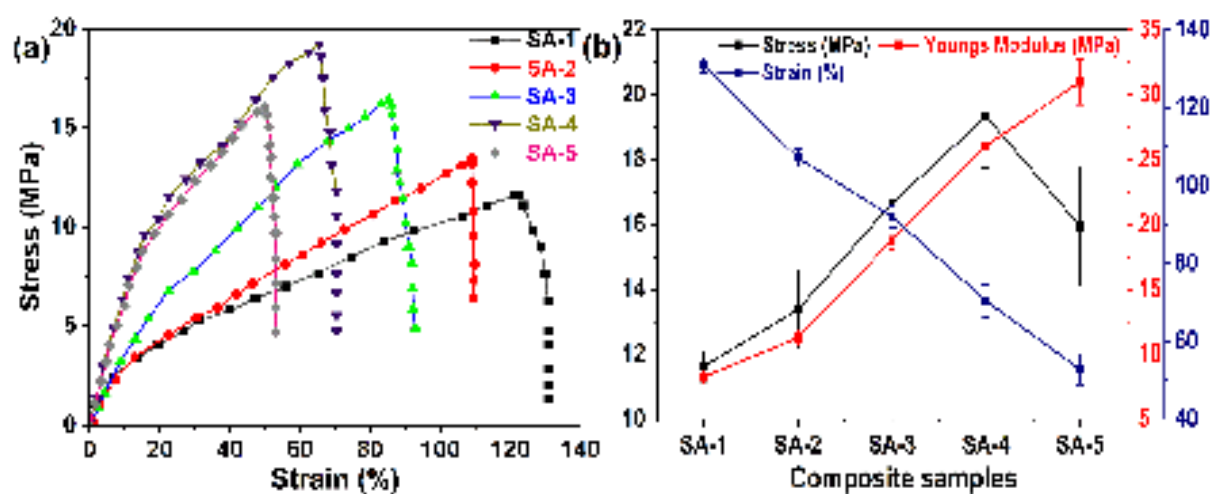 (a)
20
15
10
5
0
Stress (MPa)
0 20 40 60 80 100 120 140
Strain (%)
SA-1
SA-2
SA-3
SA-4
SA-5
(b)
22
20
18
16
14
12
10
Stress (MPa)
Youngs Modulus (MPa)
Strain (%)
35
30
25
20
15
10
5
140
120
100
80
60
40
SA-1 SA-2 SA-3 SA-4 SA-5
Composite samples